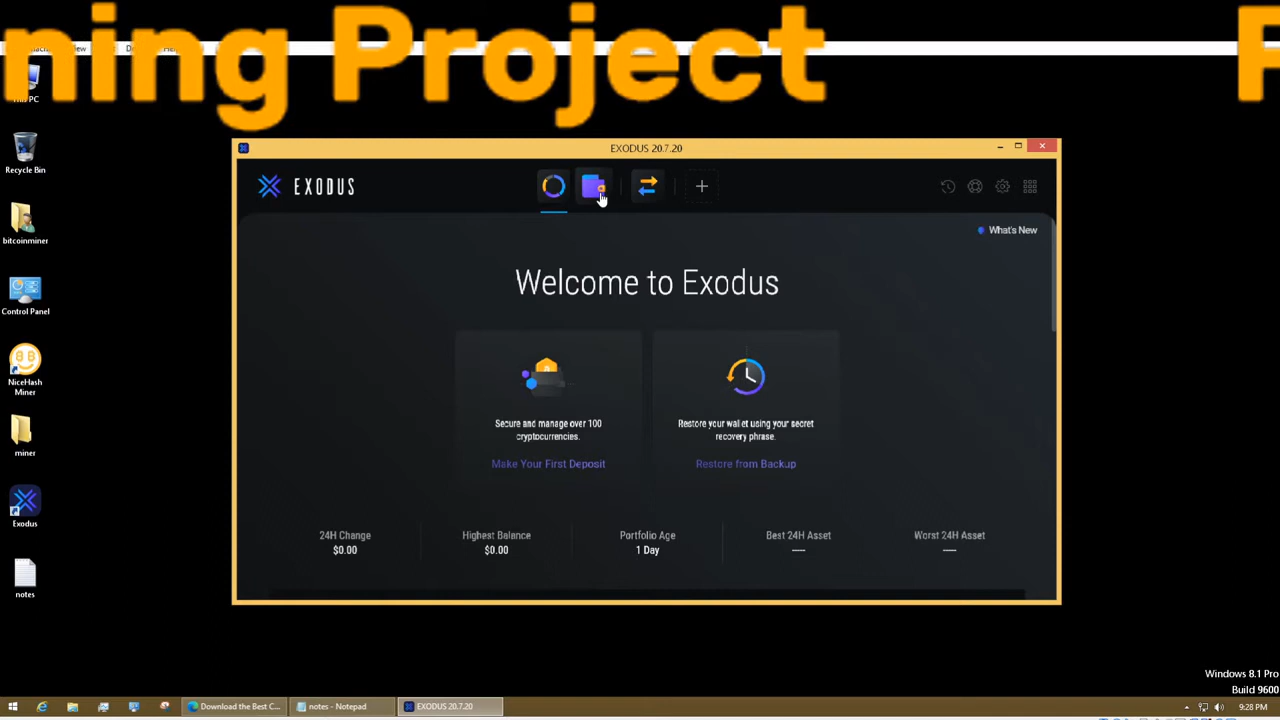 ning Project
View
Help
This PC
Recycle Bin
bitcoinminer
Control Panel
NiceHash
Miner
miner
Exodus
notes
EXODUS 20.7.20
EXODUS
What's New
Welcome to Exodus
Secure and manage over 100
cryptocurrencies.
Make Your First Deposit
Restore your wallet using your secret
recovery phrase.
Restore from Backup
24H Change
$0.00
Highest Balance
$0.00
Portfolio Age
1 Day
Best 24H Asset
Worst 24H Asset
Windows 8.1 Pro
Build 9600
Download the Best C...
notes - Notepad
EXODUS 20.7.20
9:28 PM